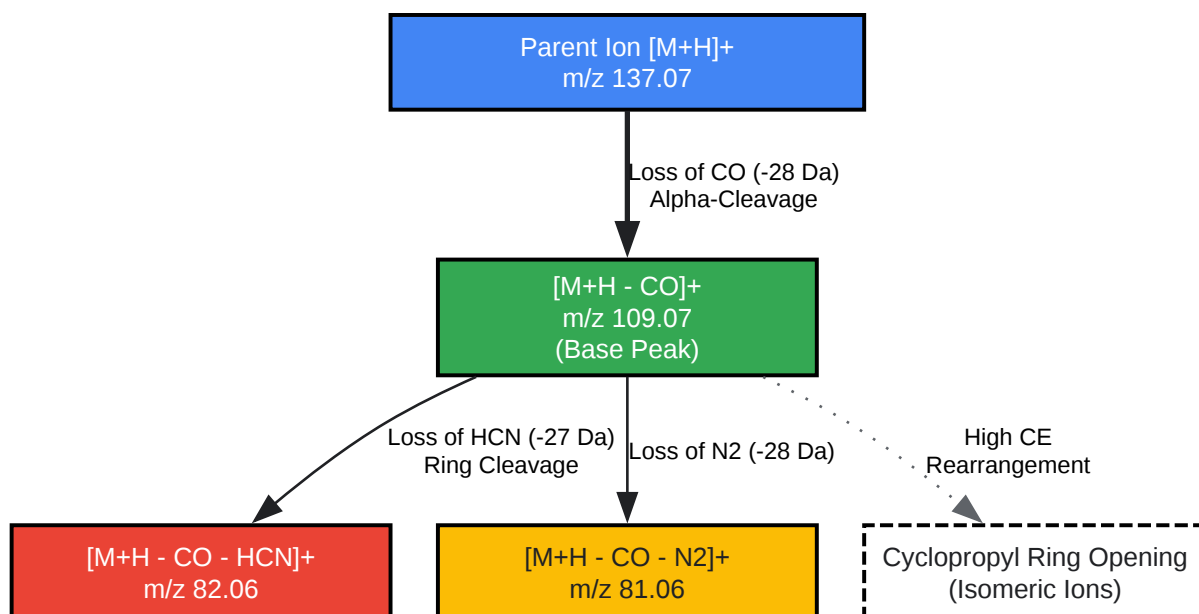 Parent Ion [M+H]+
m/z 137.07
Loss of CO (-28 Da)
Alpha-Cleavage
[M+H - CO]+
m/z 109.07
(Base Peak)
Loss of HCN (-27 Da)
Ring Cleavage
Loss of N2 (-28 Da)
High CE
Rearrangement
[M+H - CO - HCN]+
m/z 82.06
[M+H - CO - N2]+
m/z 81.06
Cyclopropyl Ring Opening
(Isomeric Ions)